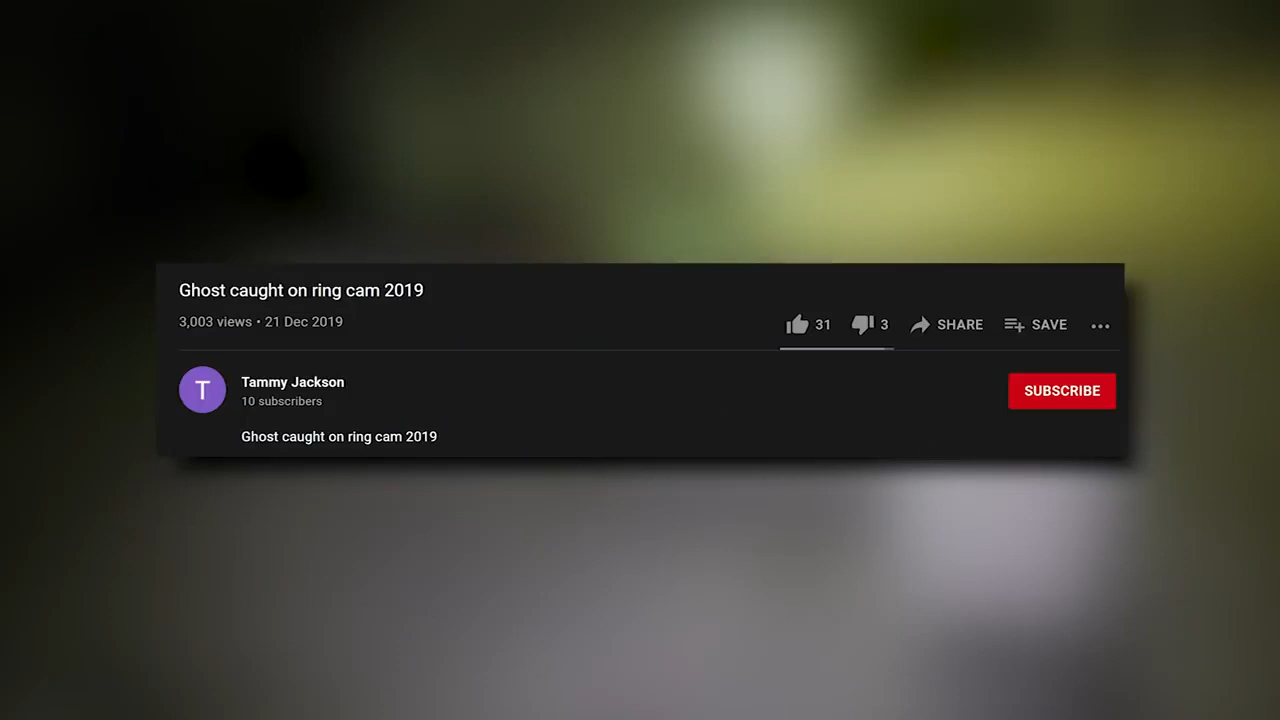 Ghost caught on ring cam 2019
3,003 views • 21 Dec 2019
31 3 SHARE SAVE
T
Tammy Jackson
10 subscribers
SUBSCRIBE
Ghost caught on ring cam 2019